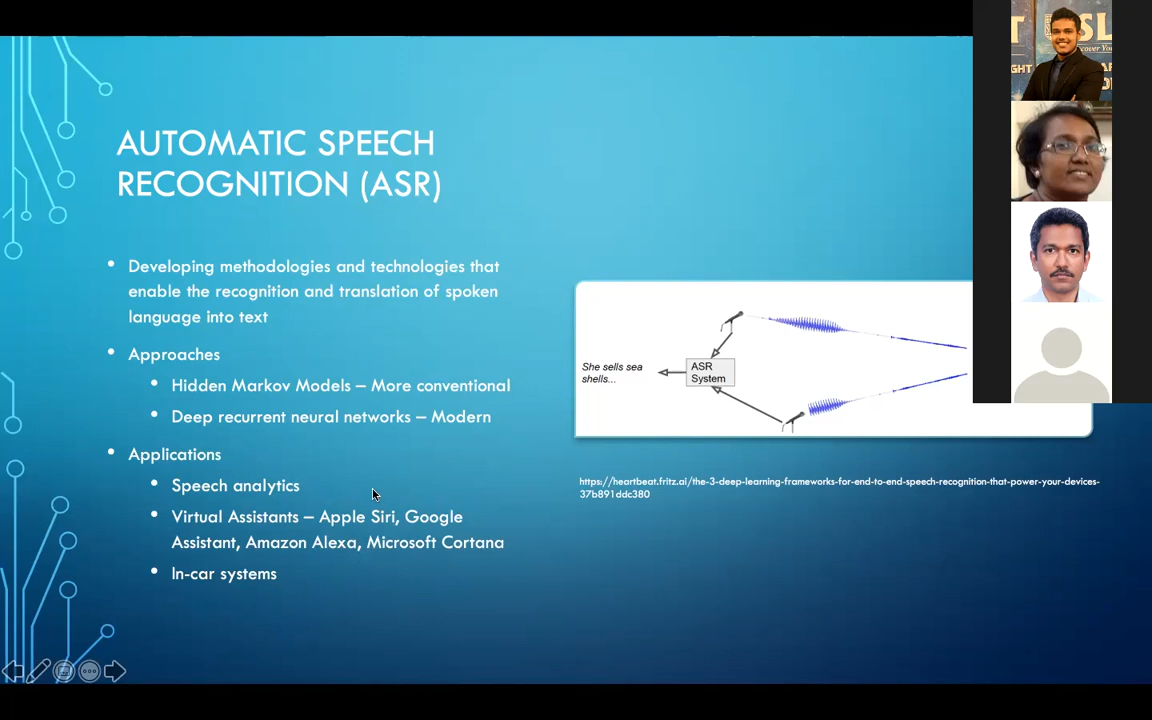 AUTOMATIC SPEECH
RECOGNITION (ASR)
• Developing methodologies and technologies that
enable the recognition and translation of spoken
language into text
• Approaches
• Hidden Markov Models – More conventional
• Deep recurrent neural networks – Modern
• Applications
• Speech analytics
• Virtual Assistants – Apple Siri, Google
Assistant, Amazon Alexa, Microsoft Cortana
• In-car systems
She sells sea
shells...
ASR
System
https://heartbeat.fritz.ai/the-3-deep-learning-frameworks-for-end-to-end-speech-recognition-that-power-your-devices-
37b891ddc380